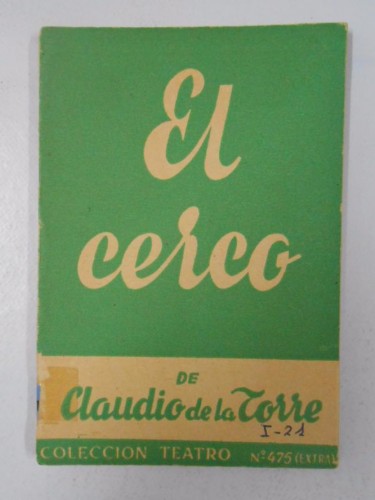 El
cerco
DE
Claudio de la Torre
I-21
COLECCION TEATRO Nº 475 (EXTRA)